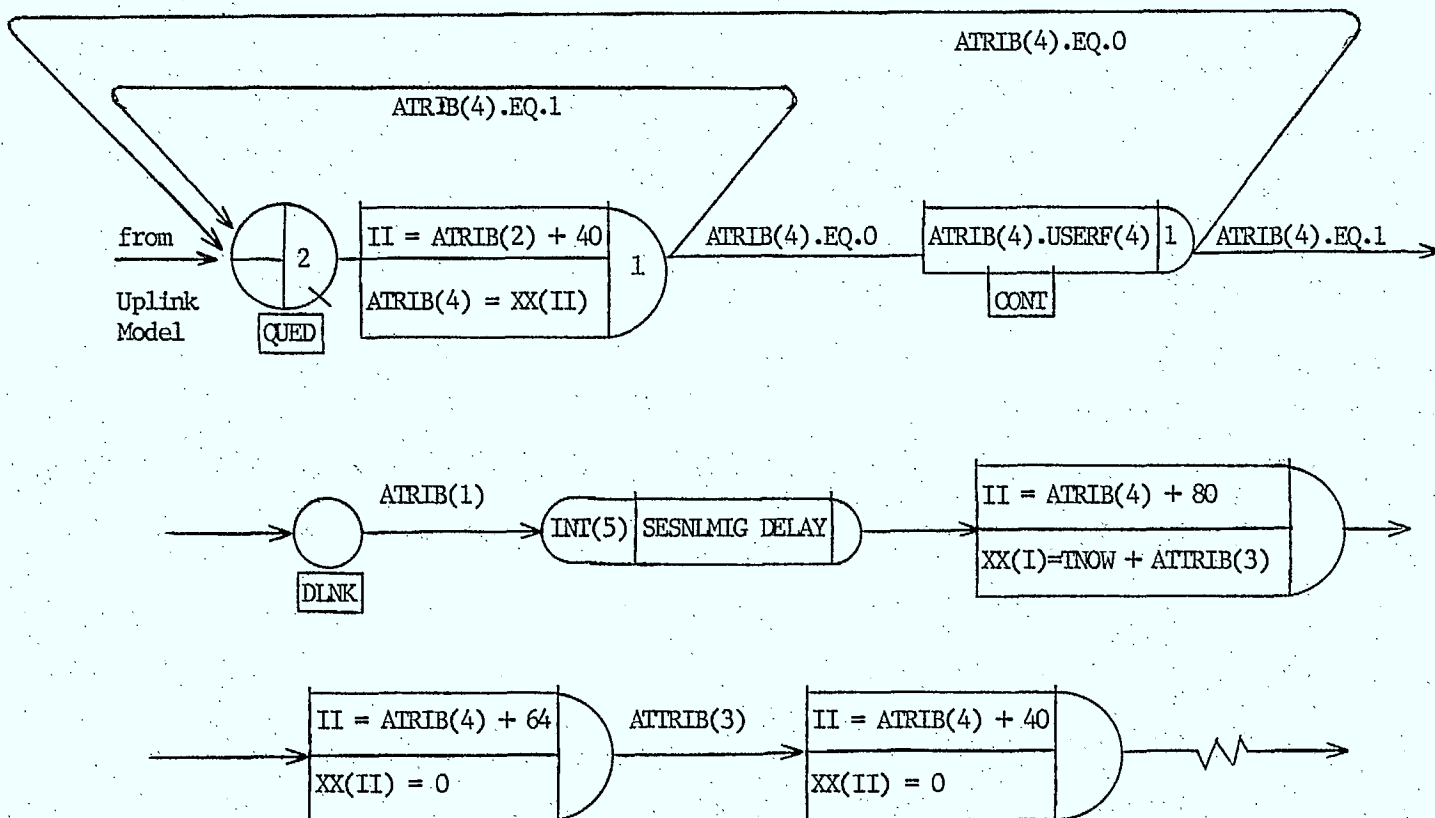 ATRIB(4).EQ.0
ATRIB(4).EQ.1
from
Uplink
Model
2
QUED
II = ATRIB(2) + 40
ATRIB(4) = XX(II)
1
ATRIB(4).EQ.0
ATRIB(4).USERF(4)
1
CONT
ATRIB(4).EQ.1
DLNK
ATRIB(1)
INT(5)
SESNLMIG DELAY
II = ATRIB(4) + 80
XX(I)=TNOW + ATTRIB(3)
II = ATRIB(4) + 64
XX(II) = 0
ATTRIB(3)
II = ATRIB(4) + 40
XX(II) = 0